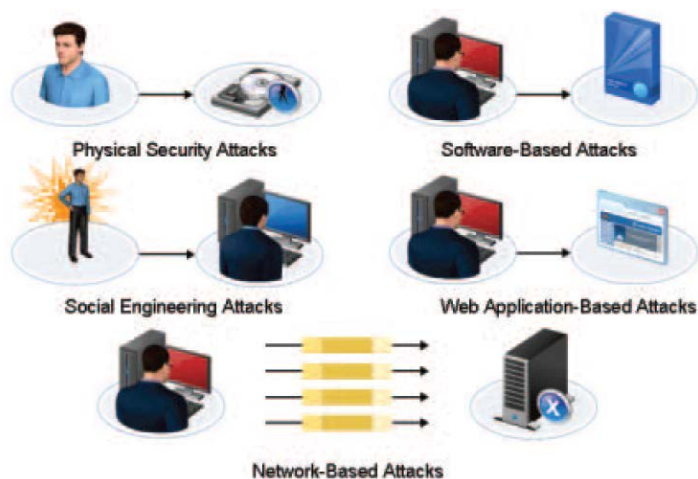 Physical Security Attacks
Software-Based Attacks
Social Engineering Attacks
Web Application-Based Attacks
Network-Based Attacks
X